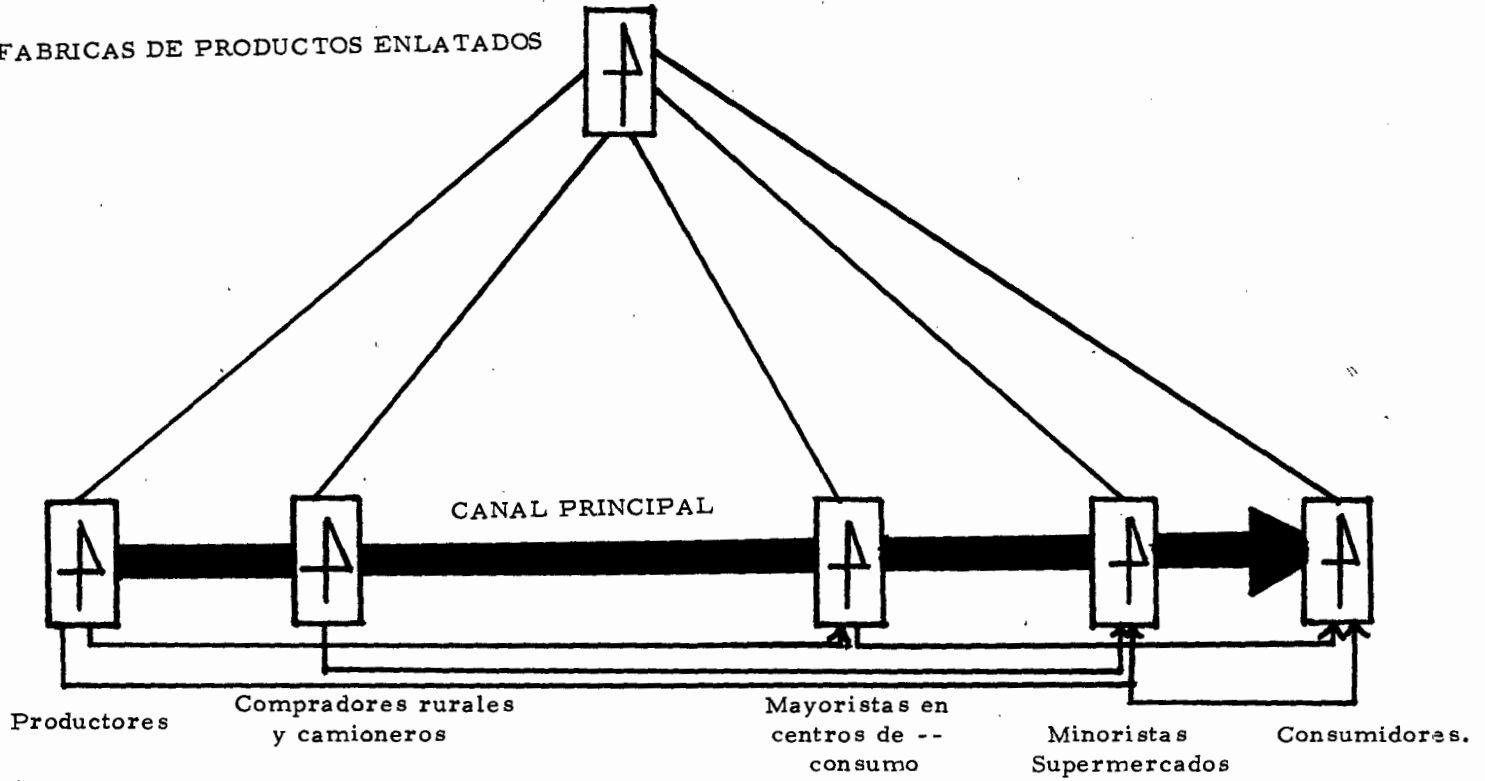 FABRICAS DE PRODUCTOS ENLATADOS
CANAL PRINCIPAL
Productores
Compradores rurales
y camioneros
Mayoristas en
centros de --
consumo
Minoristas
Supermercados
Consumidores.